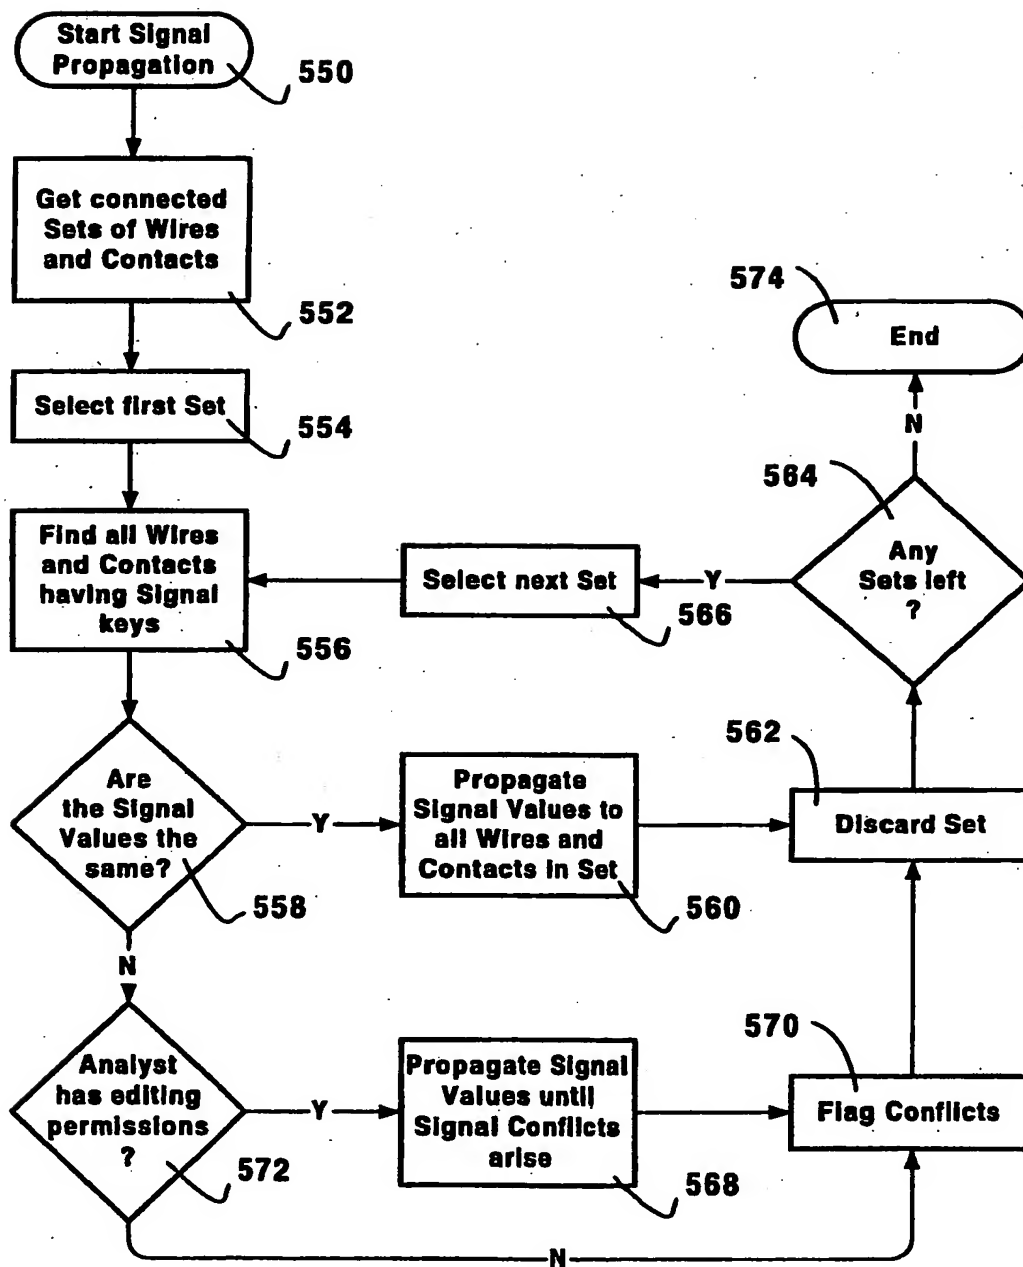 Start Signal
Propagation
550
Get connected
Sets of Wires
and Contacts
552
574
End
Select first Set
554
N
564
Find all Wires
and Contacts
having Signal
keys
556
Select next Set
566
Y
Any
Sets left
?
562
Are
the Signal
Values the
same?
558
Y
Propagate
Signal Values to
all Wires and
Contacts in Set
560
Discard Set
N
570
Analyst
has editing
permissions
?
572
Y
Propagate Signal
Values until
Signal Conflicts
arise
568
Flag Conflicts
N